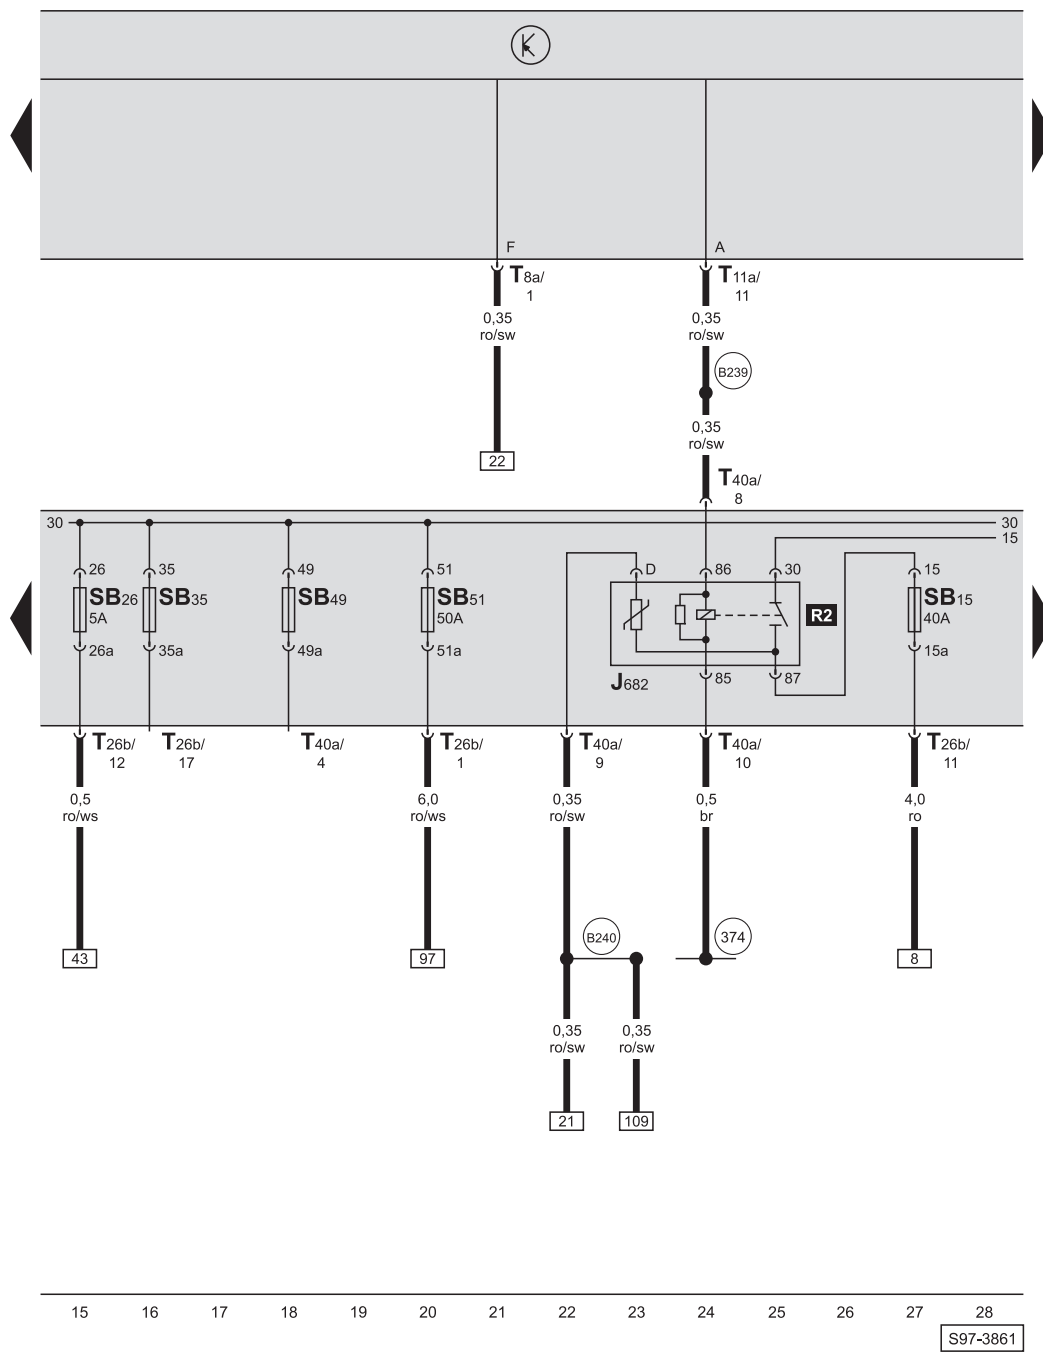 F
A
T8a/
1
T11a/
11
0,35
ro/sw
0,35
ro/sw
B239
0,35
ro/sw
22
T40a/
8
30
30
15
26
35
49
51
D
86
30
15
SB26
5A
SB35
SB49
SB51
50A
R2
SB15
40A
26a
35a
49a
51a
J682
85
87
15a
T26b/
12
T26b/
17
T40a/
4
T26b/
1
T40a/
9
T40a/
10
T26b/
11
0,5
ro/ws
6,0
ro/ws
0,35
ro/sw
0,5
br
4,0
ro
B240
374
43
97
8
0,35
ro/sw
0,35
ro/sw
21
109
15 16 17 18 19 20 21 22 23 24 25 26 27 28
S97-3861